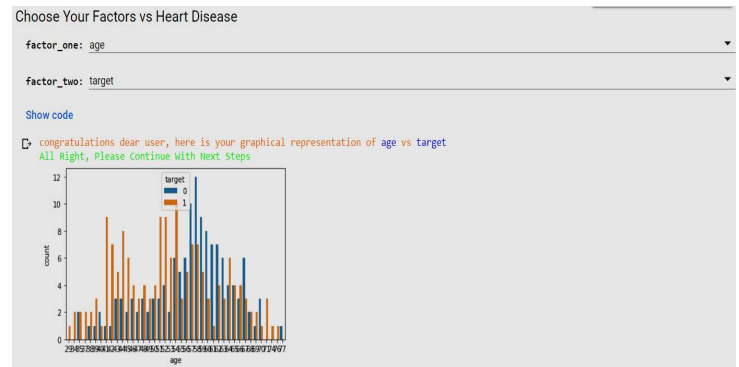 Choose Your Factors vs Heart Disease
factor_one: age
factor_two: target
Show code
congratulations dear user, here is your graphical representation of age vs target
All Right, Please Continue With Next Steps
target
0
1
12
10
8
6
4
2
0
count
age